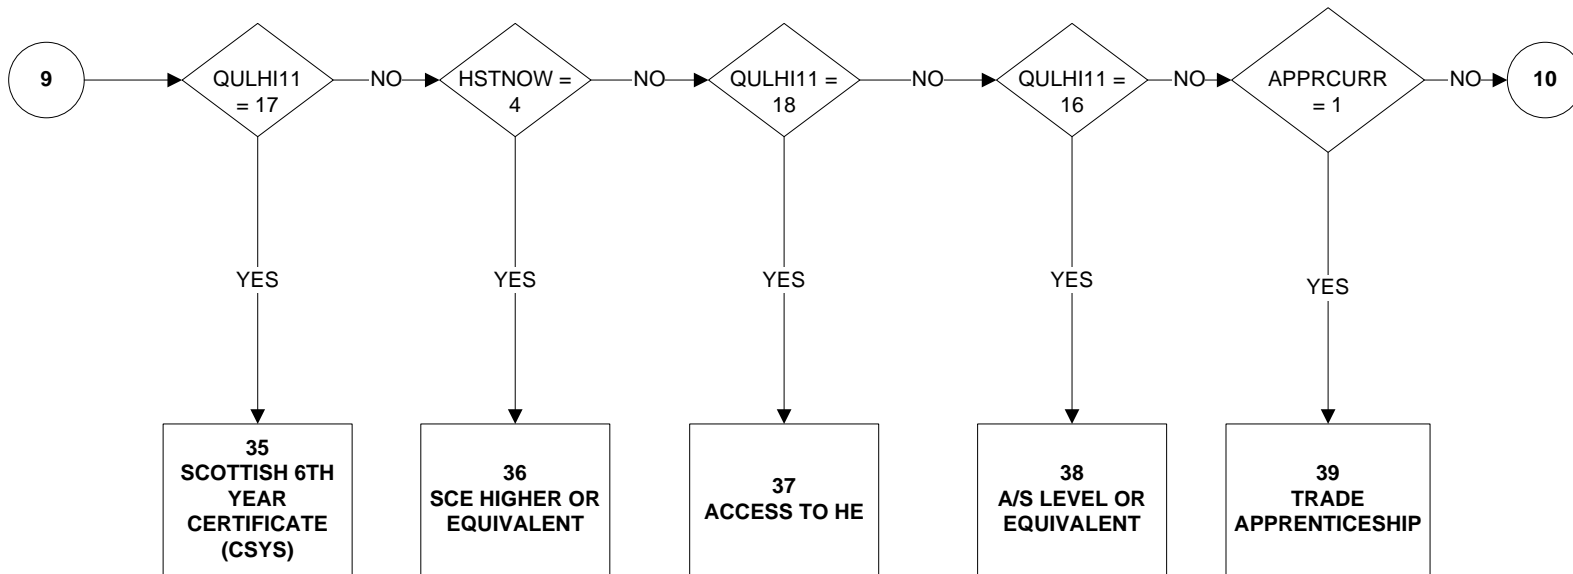 9
QULHI11
= 17
NO
HSTNOW =
4
NO
QULHI11 =
18
NO
QULHI11 =
16
NO
APPRCURR
= 1
NO
10
YES
YES
YES
YES
YES
35
SCOTTISH 6TH
YEAR
CERTIFICATE
(CSYS)
36
SCE HIGHER OR
EQUIVALENT
37
ACCESS TO HE
38
A/S LEVEL OR
EQUIVALENT
39
TRADE
APPRENTICESHIP